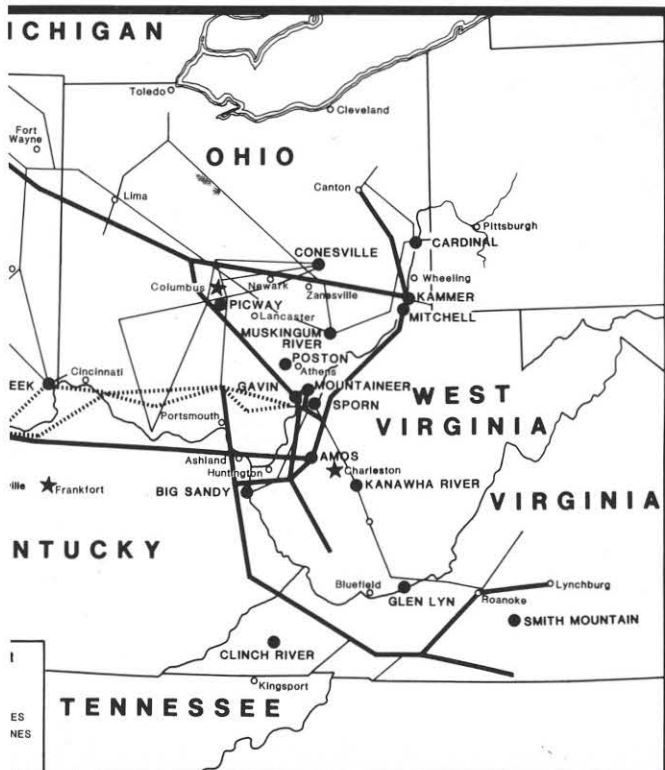 ICHIGAN
Toledo
Cleveland
Fort
Wayne
OHIO
Lima
Canton
Pittsburgh
CARDINAL
CONESVILLE
Wheeling
Columbus
Newark
Zanesville
KAMMER
PICWAY
Lancaster
MITCHELL
MUSKINGUM
RIVER
POSTON
Athens
Cincinnati
EEK
GAVIN
MOUNTAINEER
WEST
VIRGINIA
SPORN
Portsmouth
Ashland
AMOS
Huntington
Charleston
ville
Frankfort
BIG SANDY
KANAWHA RIVER
VIRGINIA
NTUCKY
Bluefield
GLEN LYN
Roanoke
Lynchburg
SMITH MOUNTAIN
CLINCH RIVER
Kingsport
TENNESSEE
ES
NES